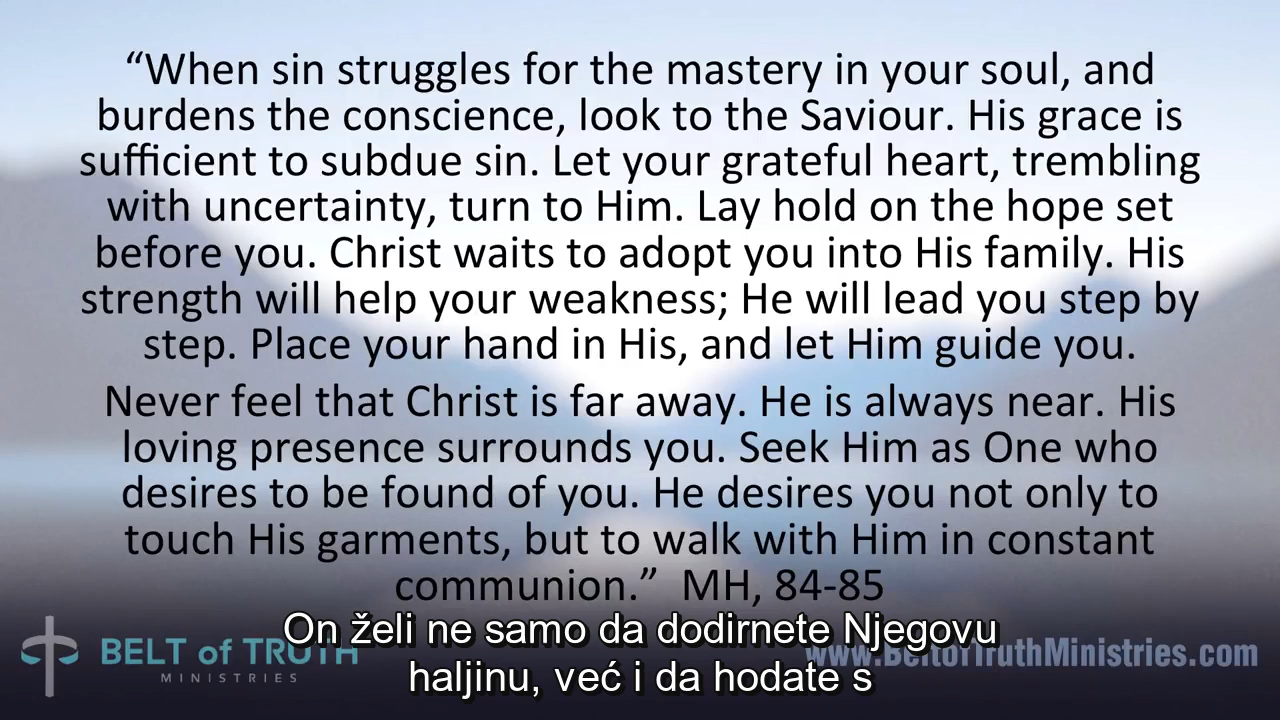 “When sin struggles for the mastery in your soul, and
burdens the conscience, look to the Saviour. His grace is
sufficient to subdue sin. Let your grateful heart, trembling
with uncertainty, turn to Him. Lay hold on the hope set
before you. Christ waits to adopt you into His family. His
strength will help your weakness; He will lead you step by
step. Place your hand in His, and let Him guide you.
Never feel that Christ is far away. He is always near. His
loving presence surrounds you. Seek Him as One who
desires to be found of you. He desires you not only to
touch His garments, but to walk with Him in constant
communion.” MH, 84-85
On želi ne samo da dodirnete Njegovu
haljinu, već i da hodate s
BELT of TRUTH
MINISTRIES
www.BeltofTruthMinistries.com